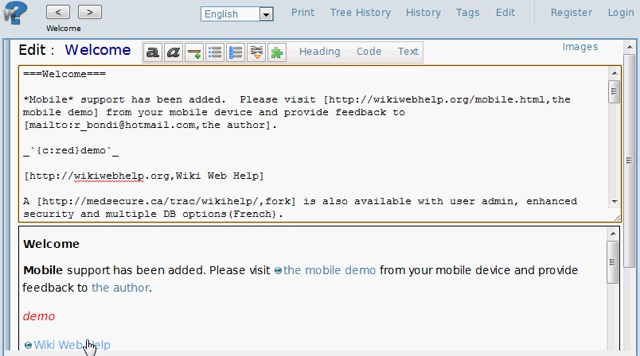 < >
Welcome
English
Print Tree History History Tags Edit Register Login
Edit : Welcome
a a
Heading Code Text
Images
===Welcome===
*Mobile* support has been added.  Please visit [http://wikiwebhelp.org/mobile.html,the
mobile demo] from your mobile device and provide feedback to
[mailto:r_bondi@hotmail.com,the author].
_`{c:red}demo`_
[http://wikiwebhelp.org,Wiki Web Help]
A [http://medsecure.ca/trac/wikihelp/,fork] is also available with user admin, enhanced
security and multiple DB options(French).
Welcome
Mobile support has been added. Please visit the mobile demo from your mobile device and provide
feedback to the author.
demo
Wiki Web Help